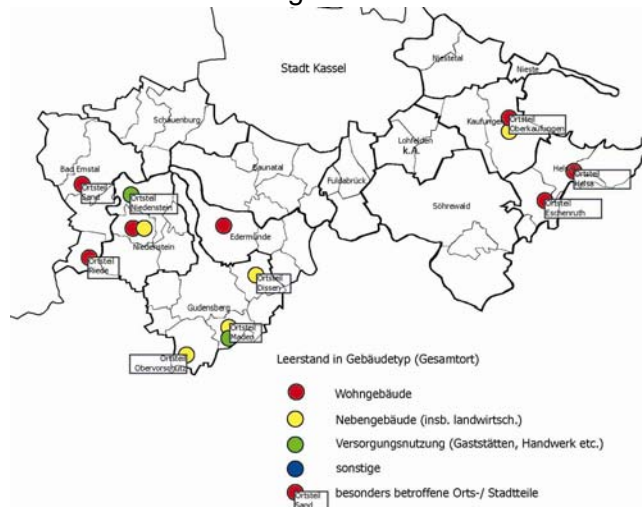 Stadt Kassel
Niestetal
Nieste
Schauenburg
Kaufungen
Ortsteil
Oberkaufungen
Lohfelden
k.A.
Baunatal
Fuldabrück
Bad Emstal
Ortsteil
Sand
Ortsteil
Niedenstein
Helsa
Ortsteil
Helsa
Ortsteil
Eschenruth
Söhrewald
Edermünde
Niedenstein
Ortsteil
Riede
Ortsteil
Dissen
Gudensberg
Ortsteil
Maden
Ortsteil
Obervorschütz
Leerstand in Gebäudetyp (Gesamtort)
Wohngebäude
Nebengebäude (insb. landwirtsch.)
Versorgungsnutzung (Gaststätten, Handwerk etc.)
sonstige
besonders betroffene Orts-/ Stadtteile
Ortsteil
Sand